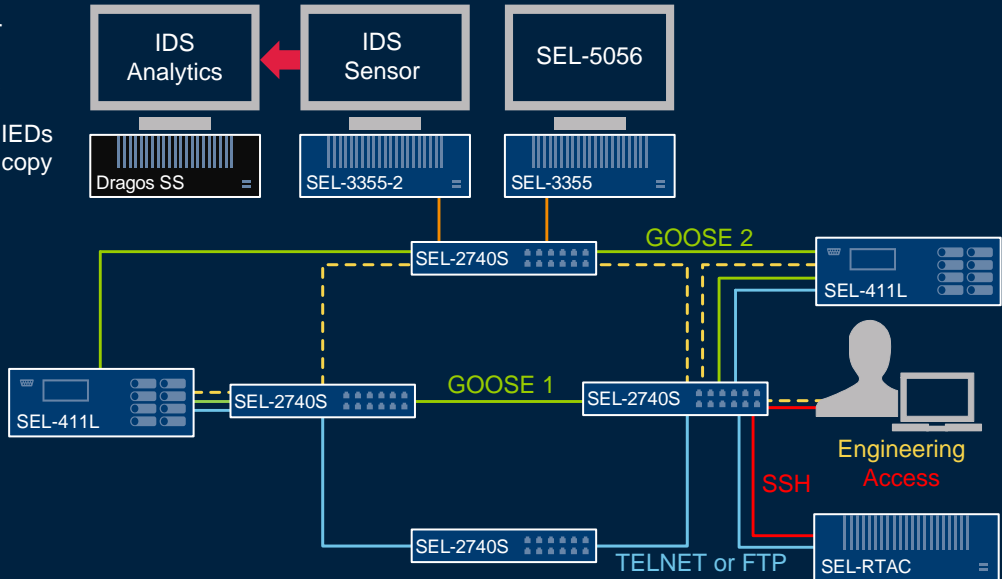 IDS
Analytics
IDS
Sensor
SEL-5056
IEDs
copy
Dragos SS
SEL-3355-2
SEL-3355
GOOSE 2
SEL-2740S
SEL-411L
SEL-411L
SEL-2740S
GOOSE 1
SEL-2740S
Engineering
Access
SSH
SEL-2740S
TELNET or FTP
SEL-RTAC